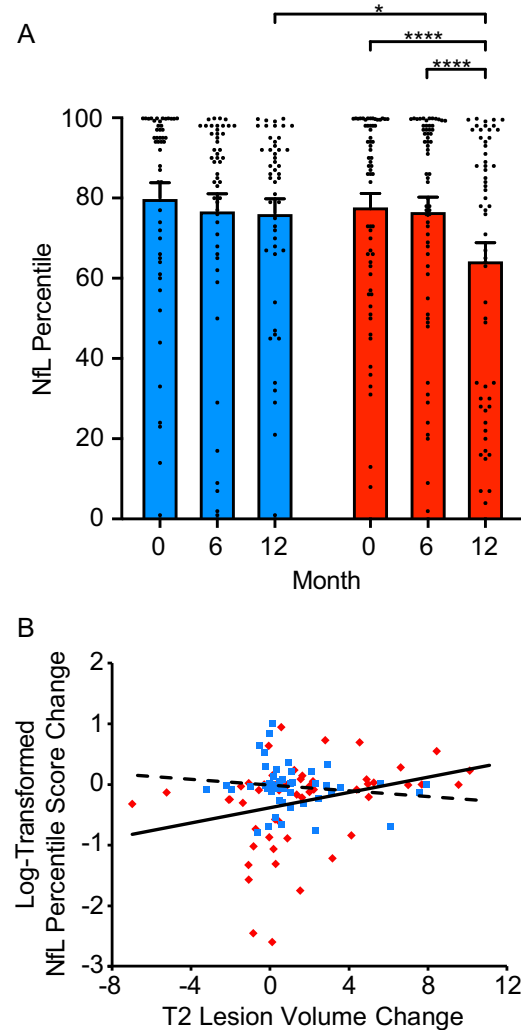 A
*
****
****
100
80
60
40
20
0
NfL Percentile
0 6 12 0 6 12
Month
B
2
1
0
-1
-2
-3
Log-Transformed
NfL Percentile Score Change
-8 -4 0 4 8 12
T2 Lesion Volume Change